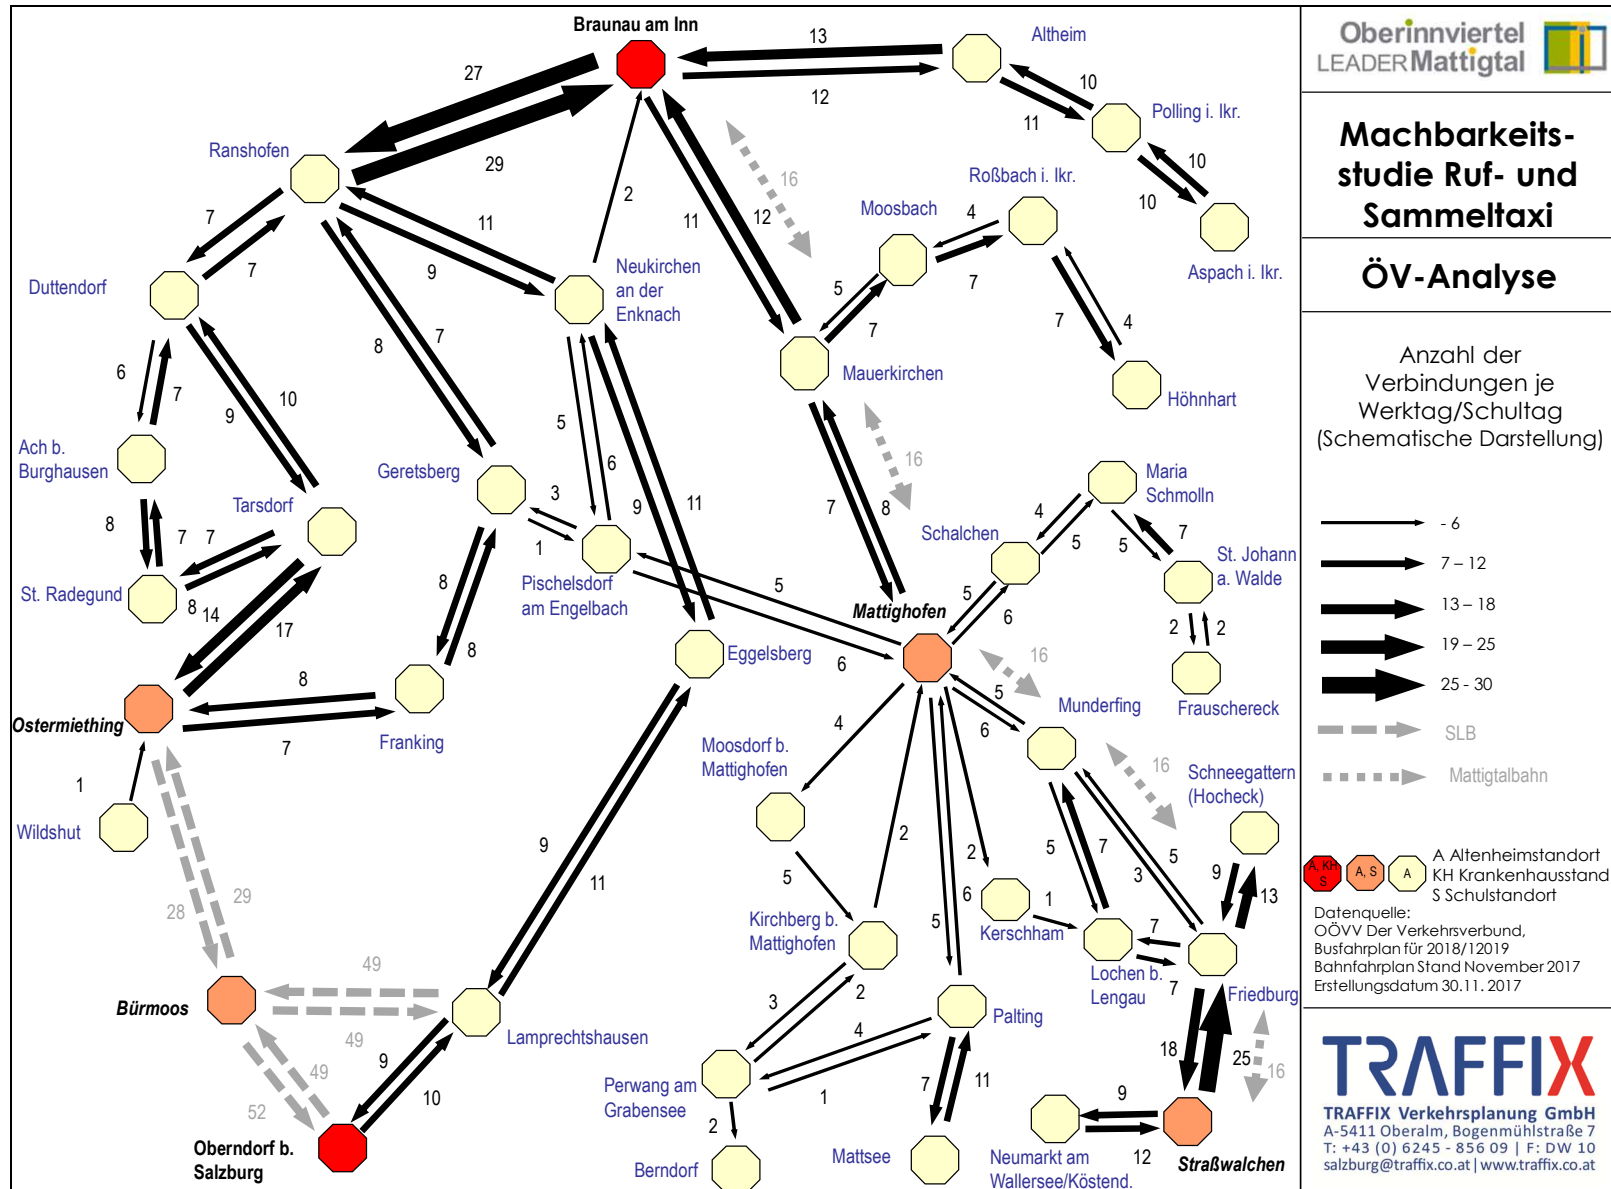 Braunau am Inn
Altheim
13
12
27
29
Ranshofen
10
11
Polling i. Ikr.
10
10
Aspach i. Ikr.
16
Roßbach i. Ikr.
Moosbach
4
7
2
11
12
7
7
Duttendorf
11
9
Neukirchen
an der
Enknach
5
7
Mauerkirchen
7
4
Höhnhart
8
7
6
7
10
9
5
6
Ach b.
Burghausen
Geretsberg
9
11
7
8
16
Maria
Schmolln
4
5
7
5
Schalchen
St. Johann
a. Walde
8
7
7
Tarsdorf
3
1
St. Radegund
8
14
17
8
8
Pischelsdorf
am Engelbach
5
6
Mattighofen
5
6
2
2
Frauschereck
Eggelsberg
16
Ostermiething
8
7
Franking
4
5
6
Munderfing
Moosdorf b.
Mattighofen
16
Schneegattern
(Hocheck)
1
Wildshut
9
11
5
2
2
6
5
5
7
5
3
9
13
28
29
Kirchberg b.
Mattighofen
Kerschham
1
7
7
Lochen b.
Lengau
Friedburg
49
49
Bürmoos
Lamprechtshausen
3
2
4
1
Palting
9
10
49
52
Oberndorf b.
Salzburg
Perwang am
Grabensee
2
Berndorf
7
11
Mattsee
18
25
16
9
12
Neumarkt am
Wallersee/Köstend.
Straßwalchen
Oberinnviertel
LEADER Mattigtal
Machbarkeits-
studie Ruf- und
Sammeltaxi
ÖV-Analyse
Anzahl der
Verbindungen je
Werktag/Schultag
(Schematische Darstellung)
- 6
7 – 12
13 – 18
19 – 25
25 - 30
SLB
Mattigtalbahn
A, KH
S
A, S
A
A Altenheimstandort
KH Krankenhausstand
S Schulstandort
Datenquelle:
OÖVV Der Verkehrsverbund,
Busfahrplan für 2018/12019
Bahnfahrplan Stand November 2017
Erstellungsdatum 30.11. 2017
TRAFFIX
TRAFFIX Verkehrsplanung GmbH
A-5411 Oberalm, Bogenmühlstraße 7
T: +43 (0) 6245 - 856 09 | F: DW 10
salzburg@traffix.co.at | www.traffix.co.at